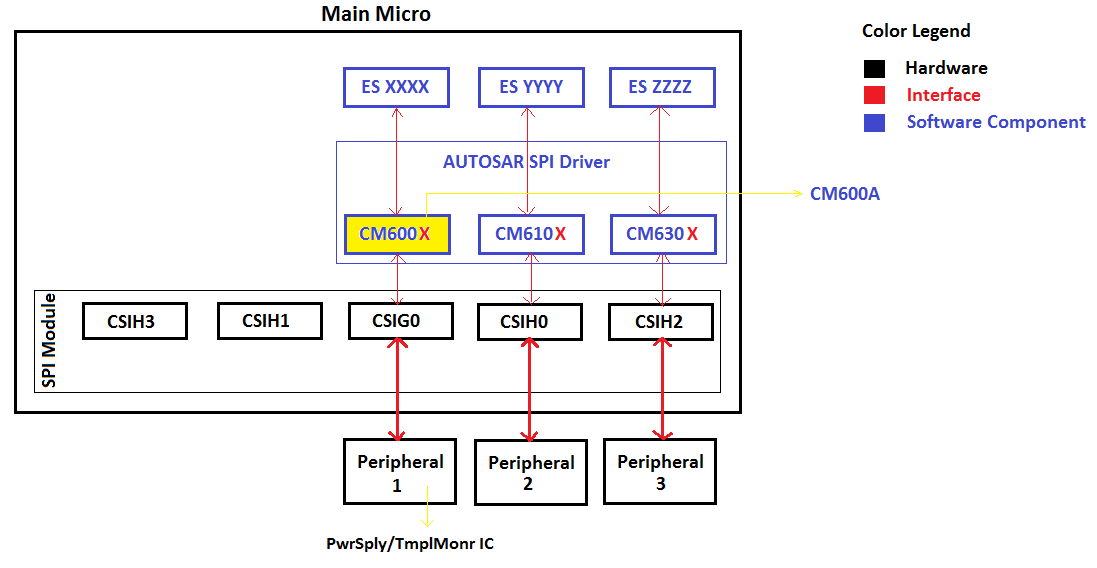 Main Micro
Color Legend
Hardware
Interface
Software Component
ES XXXX
ES YYYY
ES ZZZZ
AUTOSAR SPI Driver
CM600A
CM600X
CM610X
CM630X
SPI Module
CSIH3
CSIH1
CSIG0
CSIH0
CSIH2
Peripheral
1
Peripheral
2
Peripheral
3
PwrSply/TmplMonr IC